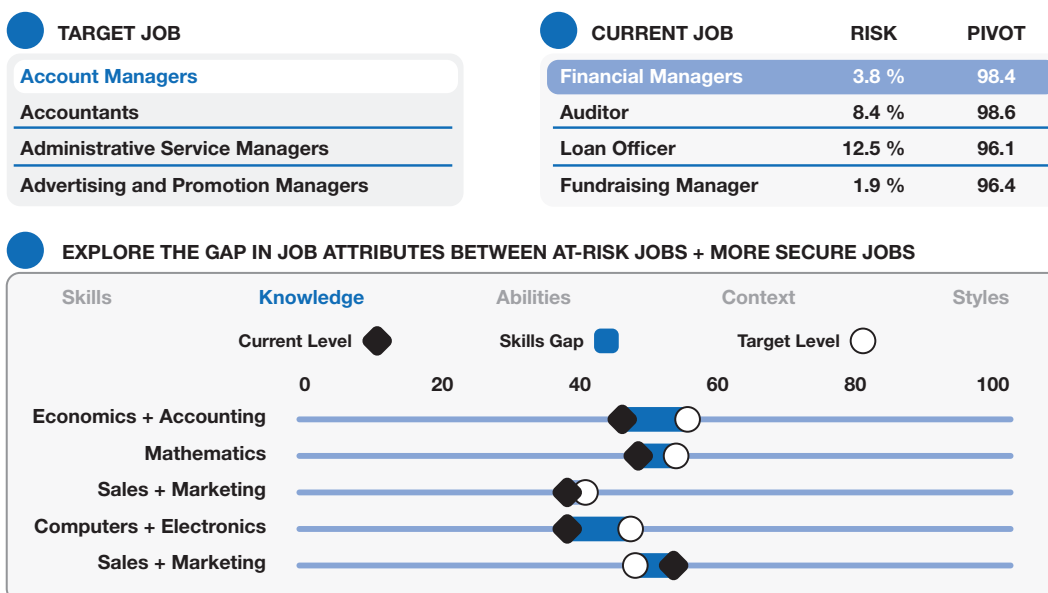 TARGET JOB
Account Managers
Accountants
Administrative Service Managers
Advertising and Promotion Managers
CURRENT JOB RISK PIVOT
Financial Managers 3.8 % 98.4
Auditor 8.4 % 98.6
Loan Officer 12.5 % 96.1
Fundraising Manager 1.9 % 96.4
EXPLORE THE GAP IN JOB ATTRIBUTES BETWEEN AT-RISK JOBS + MORE SECURE JOBS
Skills Knowledge Abilities Context Styles
Current Level Skills Gap Target Level
0 20 40 60 80 100
Economics + Accounting
Mathematics
Sales + Marketing
Computers + Electronics
Sales + Marketing